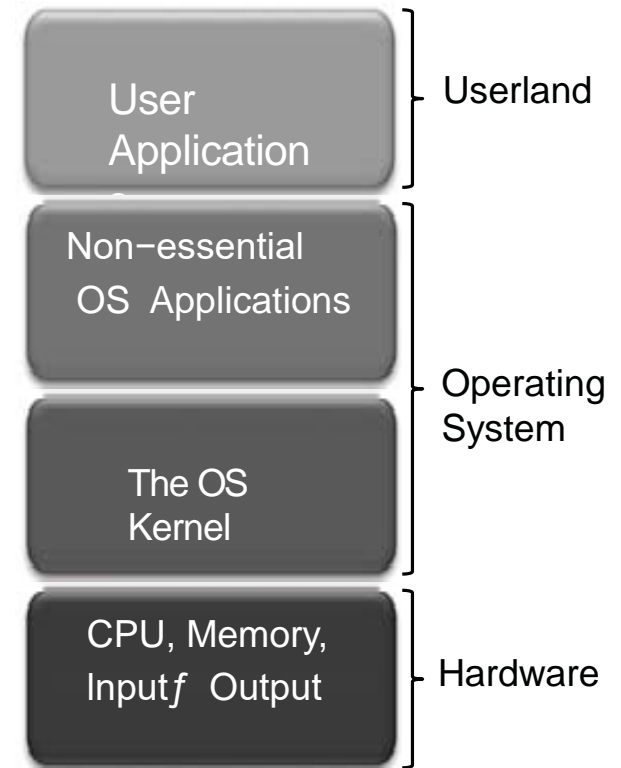 User
Application
Userland
Non−essential
OS Applications
Operating
System
The OS
Kernel
CPU, Memory,
Inputƒ Output
Hardware